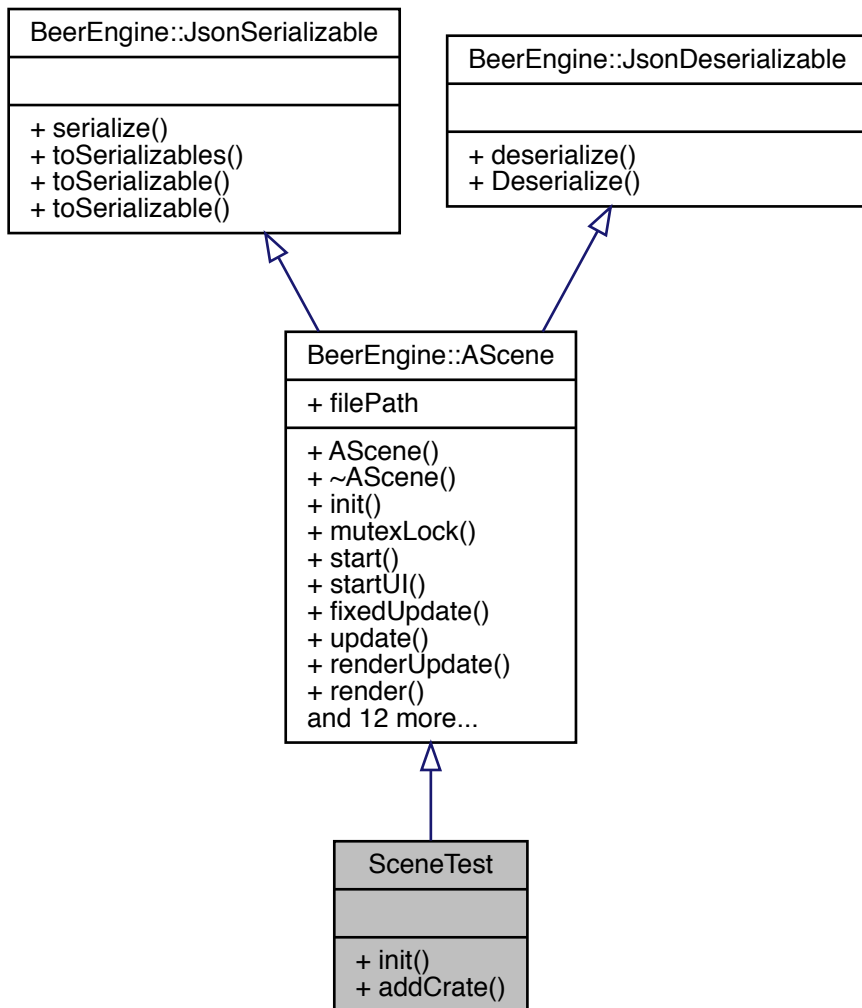 BeerEngine::JsonSerializable
+ serialize()
+ toSerializables()
+ toSerializable()
+ toSerializable()
BeerEngine::JsonDeserializable
+ deserialize()
+ Deserialize()
BeerEngine::AScene
+ filePath
+ AScene()
+ ~AScene()
+ init()
+ mutexLock()
+ start()
+ startUI()
+ fixedUpdate()
+ update()
+ renderUpdate()
+ render()
and 12 more...
SceneTest
+ init()
+ addCrate()